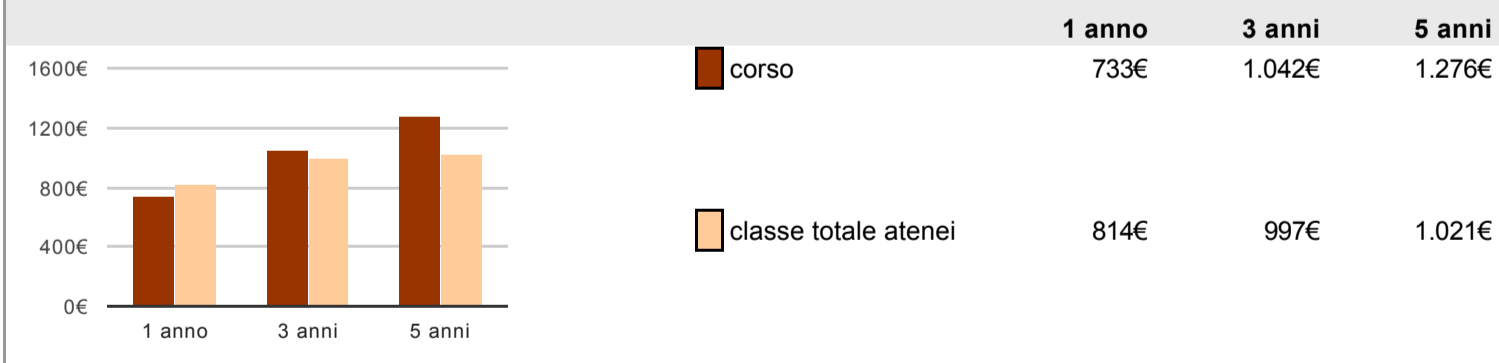 1 anno 3 anni 5 anni
corso 733€ 1.042€ 1.276€
classe totale atenei 814€ 997€ 1.021€
1600€
1200€
800€
400€
0€
1 anno 3 anni 5 anni